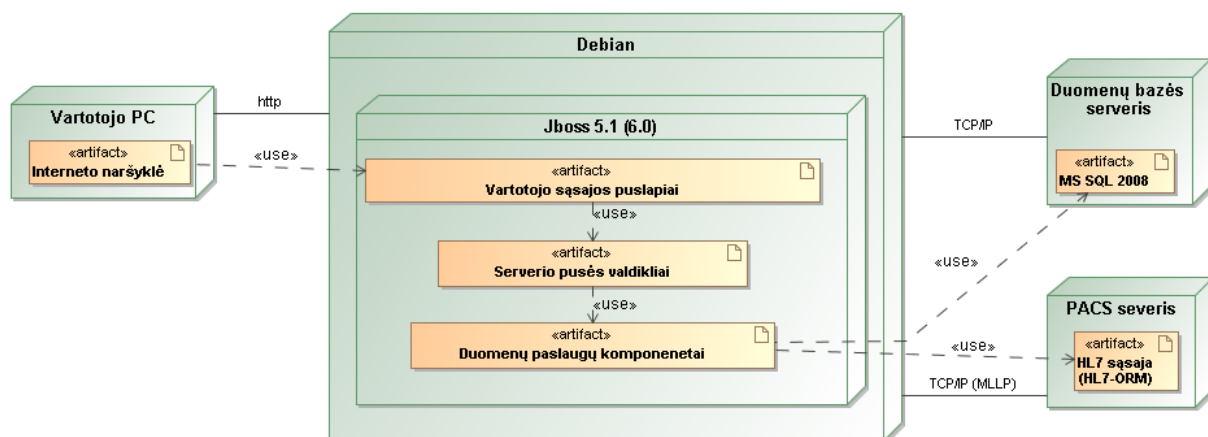 Debian
Vartotojo PC
«artifact»
Interneto naršyklė
http
«use»
Jboss 5.1 (6.0)
«artifact»
Vartotojo sąsajos puslapiai
«use»
«artifact»
Serverio pusės valdikliai
«use»
«artifact»
Duomenų paslaugų komponenetai
TCP/IP
Duomenų bazės
serveris
«artifact»
MS SQL 2008
«use»
«use»
TCP/IP (MLLP)
PACS severis
«artifact»
HL7 sąsaja
(HL7-ORM)